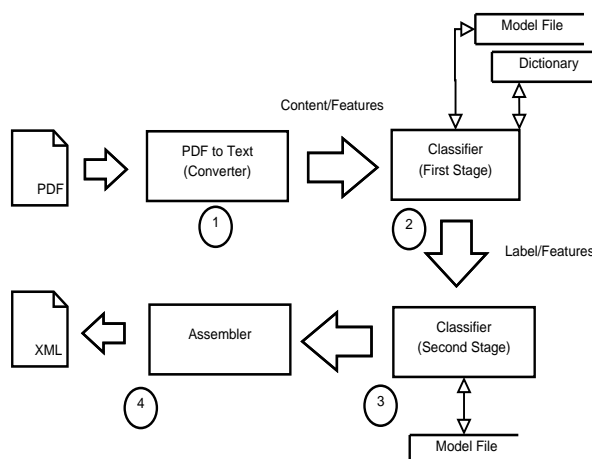 Model File
Dictionary
Content/Features
PDF
PDF to Text
(Converter)
Classifier
(First Stage)
1
2
Label/Features
XML
Assembler
Classifier
(Second Stage)
4
3
Model File